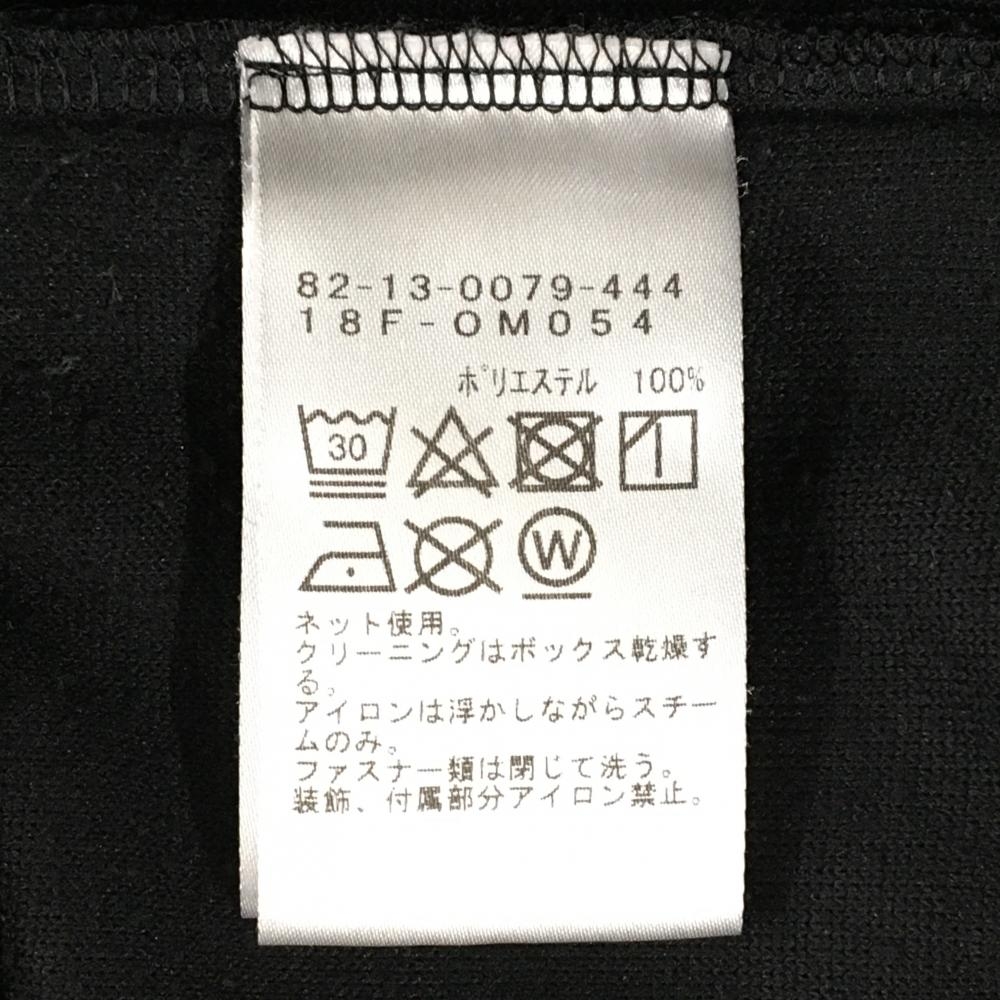 82-13-0079-444
18F-OM054
ポリエステル 100%
30
W
ネット使用。
クリーニングはボックス乾燥す
る。
アイロンは浮かしながらスチー
ムのみ。
ファスナー類は閉じて洗う。
装飾、付属部分アイロン禁止。